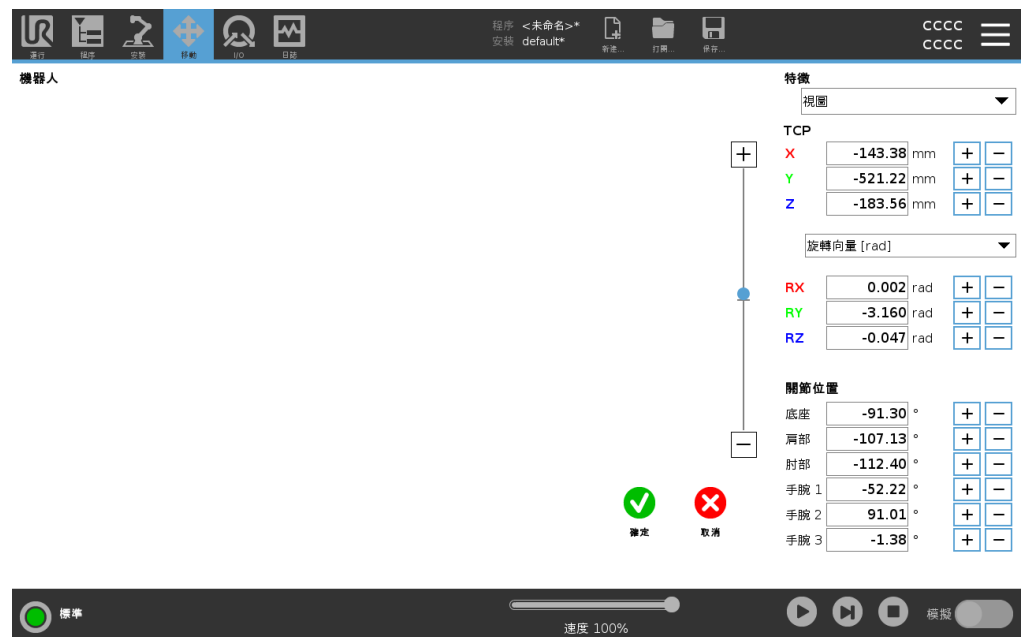 UR
運行
程序
安裝
移動
I/O
日誌
程序 <未命名>*
安裝 default*
新建...
打開...
保存...
cccc
cccc
機器人
特徵
視圖
TCP
X -143.38 mm + −
Y -521.22 mm + −
Z -183.56 mm + −
旋轉向量 [rad]
RX 0.002 rad + −
RY -3.160 rad + −
RZ -0.047 rad + −
關節位置
底座 -91.30 ° + −
肩部 -107.13 ° + −
肘部 -112.40 ° + −
手腕 1 -52.22 ° + −
手腕 2 91.01 ° + −
手腕 3 -1.38 ° + −
確定
取消
標準
速度 100%
模擬